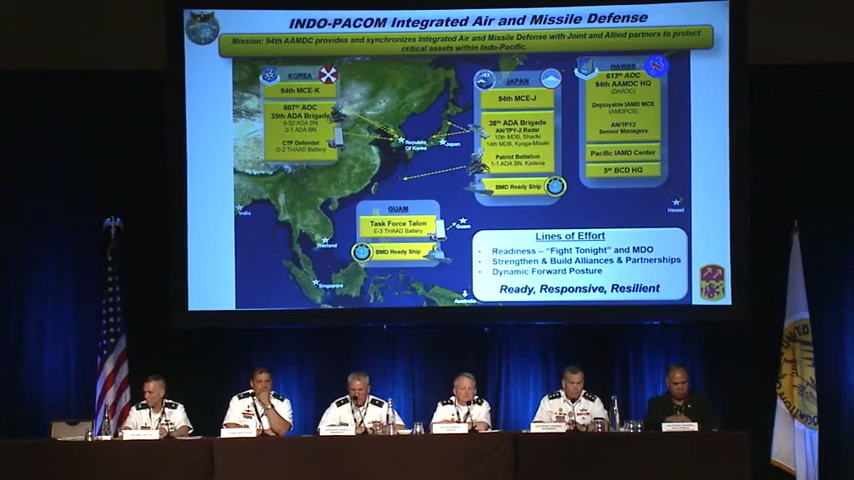 INDO-PACOM Integrated Air and Missile Defense
Mission: 94th AAMDC provides and synchronizes Integrated Air and Missile Defense with Joint and Allied partners to protect
critical assets within Indo-Pacific.
KOREA
94th MCE-K
607th AOC
35th ADA Brigade
5-52 ADA BN
2-1 ADA BN
CTF Defender
D-2 THAAD Battery
JAPAN
94th MCE-J
38th ADA Brigade
AN/TPY-2 Radar
10th MDB, Shariki
14th MDB, Kyoga-Misaki
Patriot Battalion
1-1 ADA BN, Kadena
BMD Ready Ship
HAWAII
613th AOC
94th AAMDC HQ
(DAADC)
Deployable IAMD MCE
(AMDPCS)
AN/TPY2
Sensor Managers
Pacific IAMD Center
5th BCD HQ
Republic
Of Korea
Japan
India
Thailand
Singapore
Guam
Hawaii
Australia
GUAM
Task Force Talon
E-3 THAAD Battery
BMD Ready Ship
Lines of Effort
• Readiness – "Fight Tonight" and MDO
• Strengthen & Build Alliances & Partnerships
• Dynamic Forward Posture
Ready, Responsive, Resilient